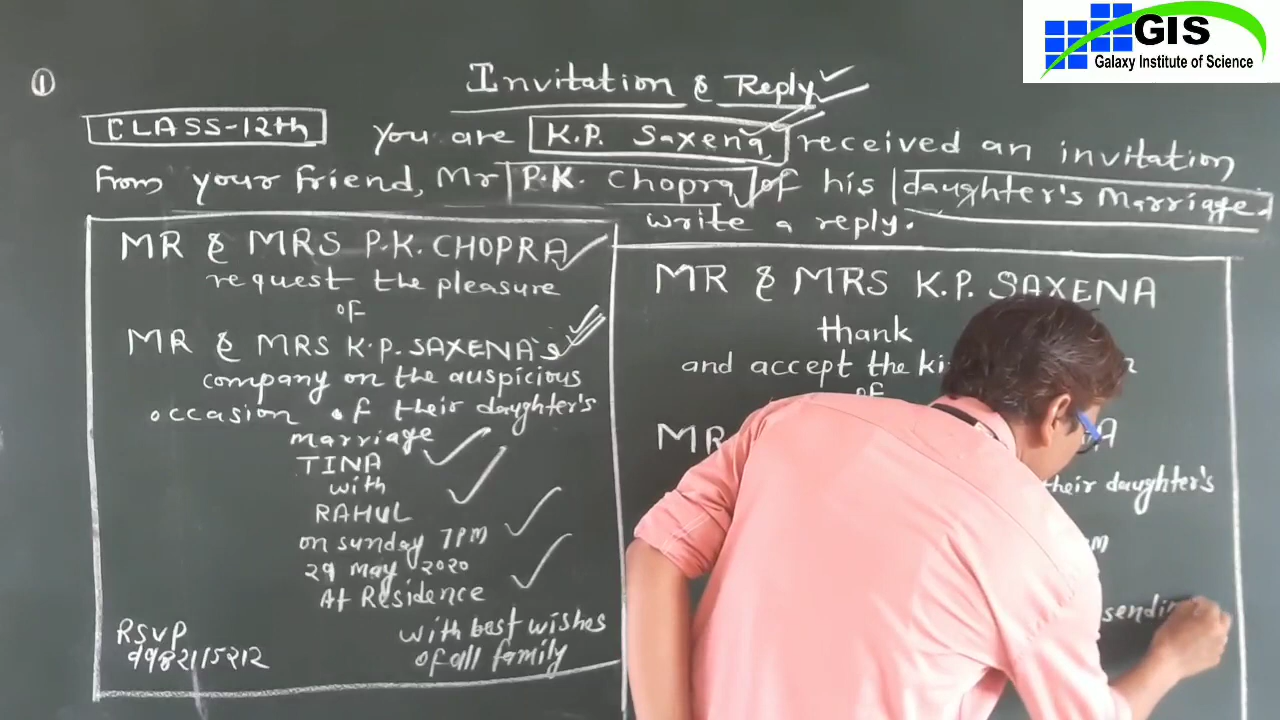 GIS
Galaxy Institute of Science
1
Invitation & Reply
CLASS-12th You are K.P. Saxena, received an invitation
from your friend, Mr P.K. Chopra of his daughter's Marriage.
write a reply.
MR & MRS P.K. CHOPRA
request the pleasure
of
MR & MRS K.P. SAXENA's
company on the auspicious
occasion of their daughter's
marriage
TINA
with
RAHUL
on sunday 7PM
29 May 2020
At Residence
with best wishes
of all family
RSVP
9982115212
MR & MRS K.P. SAXENA
thank
and accept the
of
MR
their daughter's